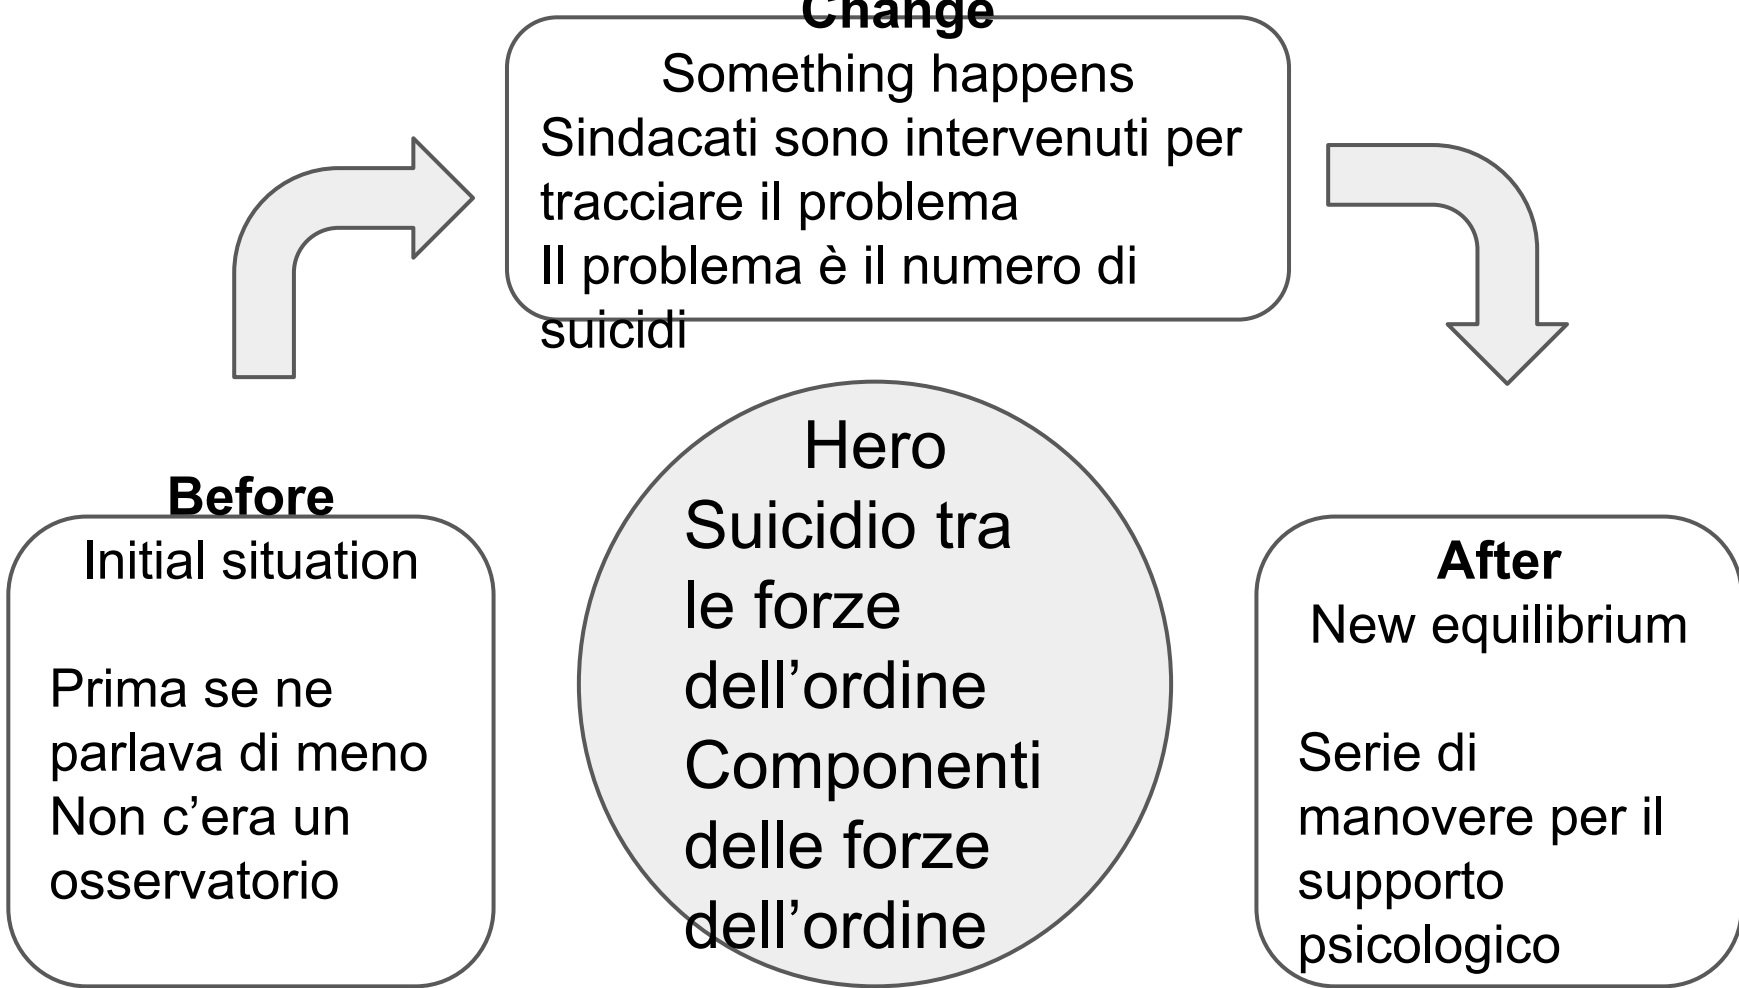 Change
Something happens
Sindacati sono intervenuti per
tracciare il problema
Il problema è il numero di
suicidi
Hero
Suicidio tra
le forze
dell’ordine
Componenti
delle forze
dell’ordine
Before
Initial situation
Prima se ne
parlava di meno
Non c’era un
osservatorio
After
New equilibrium
Serie di
manovere per il
supporto
psicologico